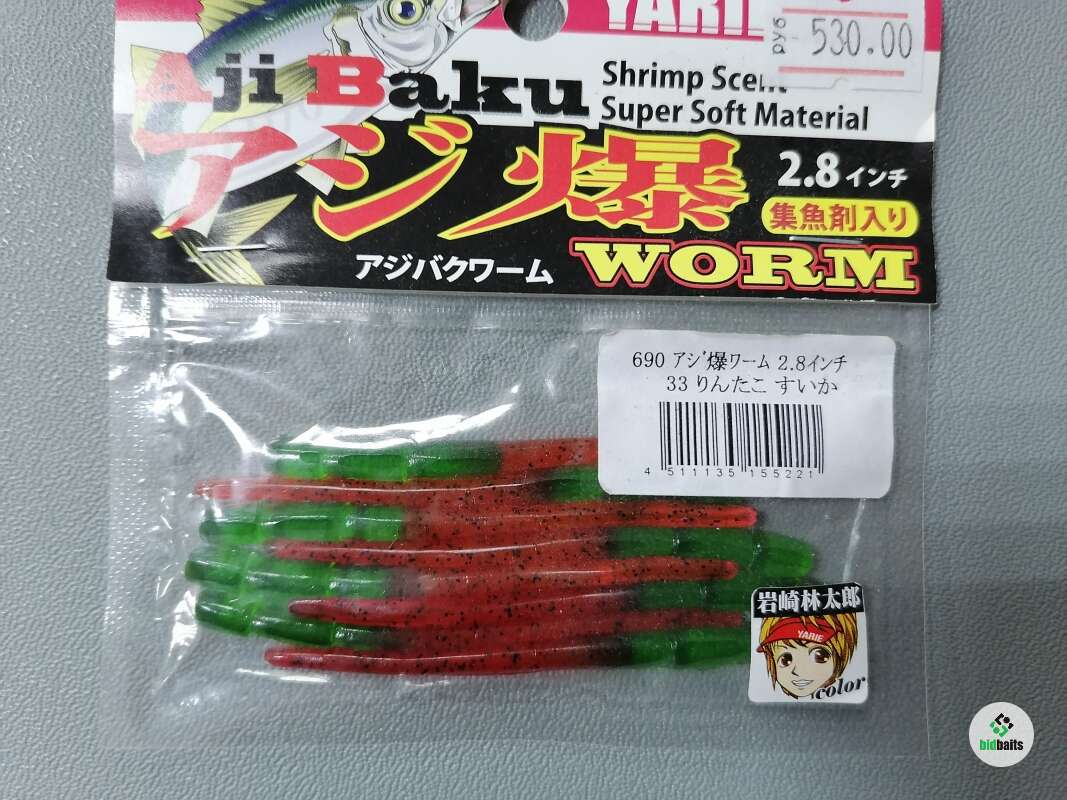 YARIE
руб
530.00
Aji Baku
Shrimp Scent
Super Soft Material
アジ爆
2.8インチ
集魚剤入り
アジバクワーム
WORM
690 アジ爆ワーム 2.8インチ
33 りんたこ すいか
4 511135 155221
岩崎林太郎
YARIE
color
bidbaits